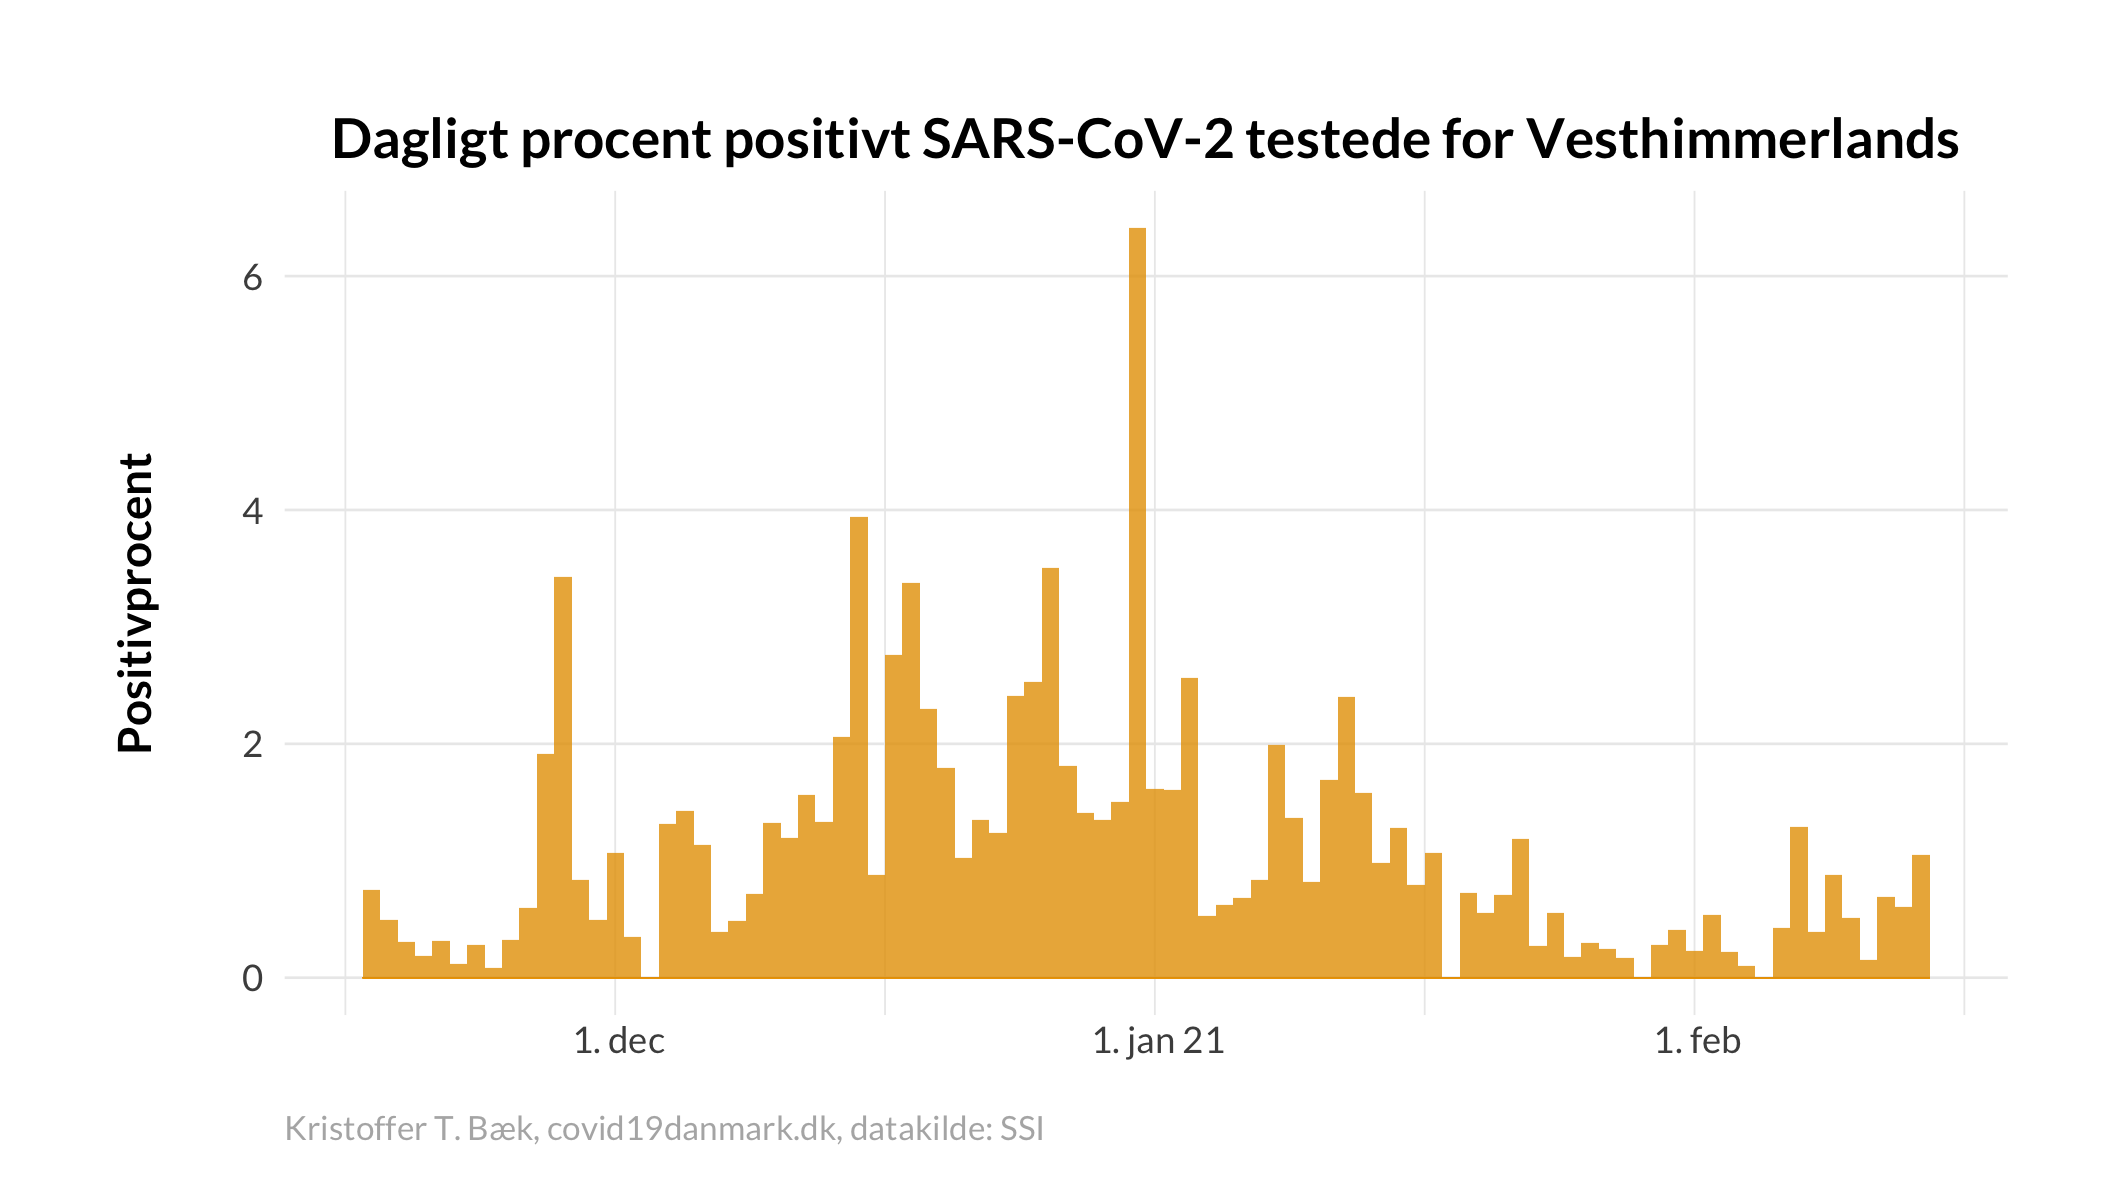 Dagligt procent positivt SARS-CoV-2 testede for Vesthimmerlands
Positivprocent
6
4
2
0
1. dec
1. jan 21
1. feb
Kristoffer T. Bæk, covid19danmark.dk, datakilde: SSI